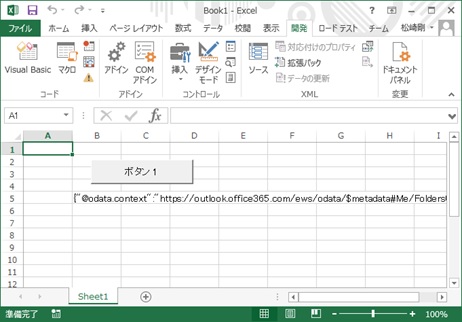 Book1 - Excel
ファイル ホーム 挿入 ページ レイアウト 数式 データ 校閲 表示 開発 ロード テスト チーム 松崎剛
Visual Basic マクロ アドイン COM アドイン 挿入 デザイン モード ソース 対応付けのプロパティ 拡張パック データの更新 ドキュメント パネル
コード アドイン コントロール XML 変更
A1 fx
A B C D E F G H I
1
2
3 ボタン 1
4
5 {"@odata.context":"https://outlook.office365.com/ews/odata/$metadata#Me/Folders
6
7
8
9
10
11
12
Sheet1
準備完了 100%